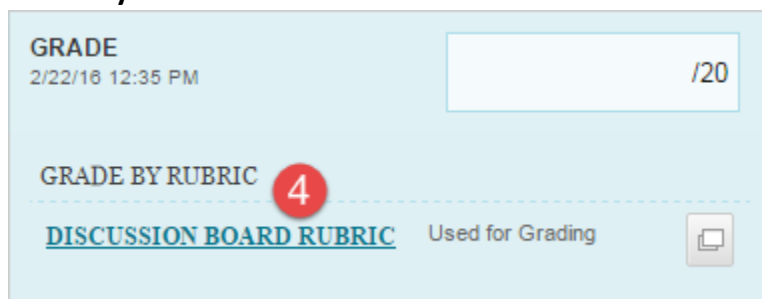 GRADE
2/22/16 12:35 PM
/20
GRADE BY RUBRIC
4
DISCUSSION BOARD RUBRIC Used for Grading